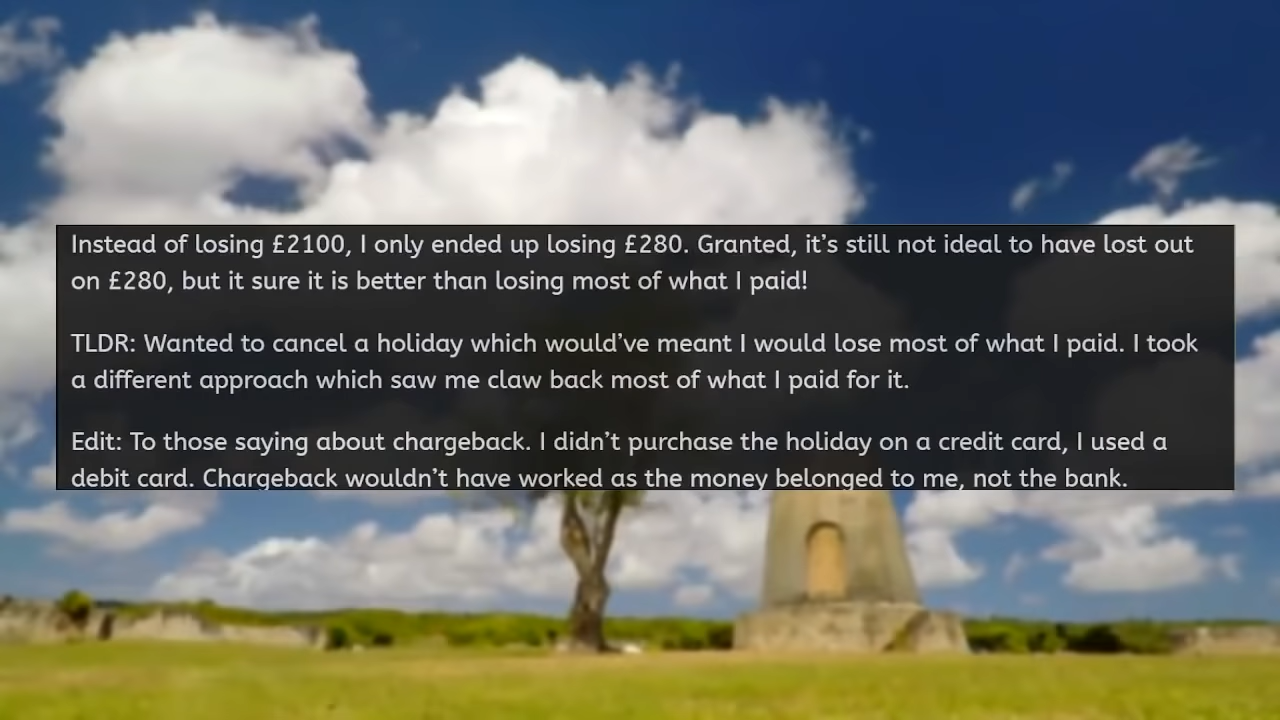 Instead of losing £2100, I only ended up losing £280. Granted, it’s still not ideal to have lost out
on £280, but it sure it is better than losing most of what I paid!
TLDR: Wanted to cancel a holiday which would’ve meant I would lose most of what I paid. I took
a different approach which saw me claw back most of what I paid for it.
Edit: To those saying about chargeback. I didn’t purchase the holiday on a credit card, I used a
debit card. Chargeback wouldn’t have worked as the money belonged to me, not the bank.